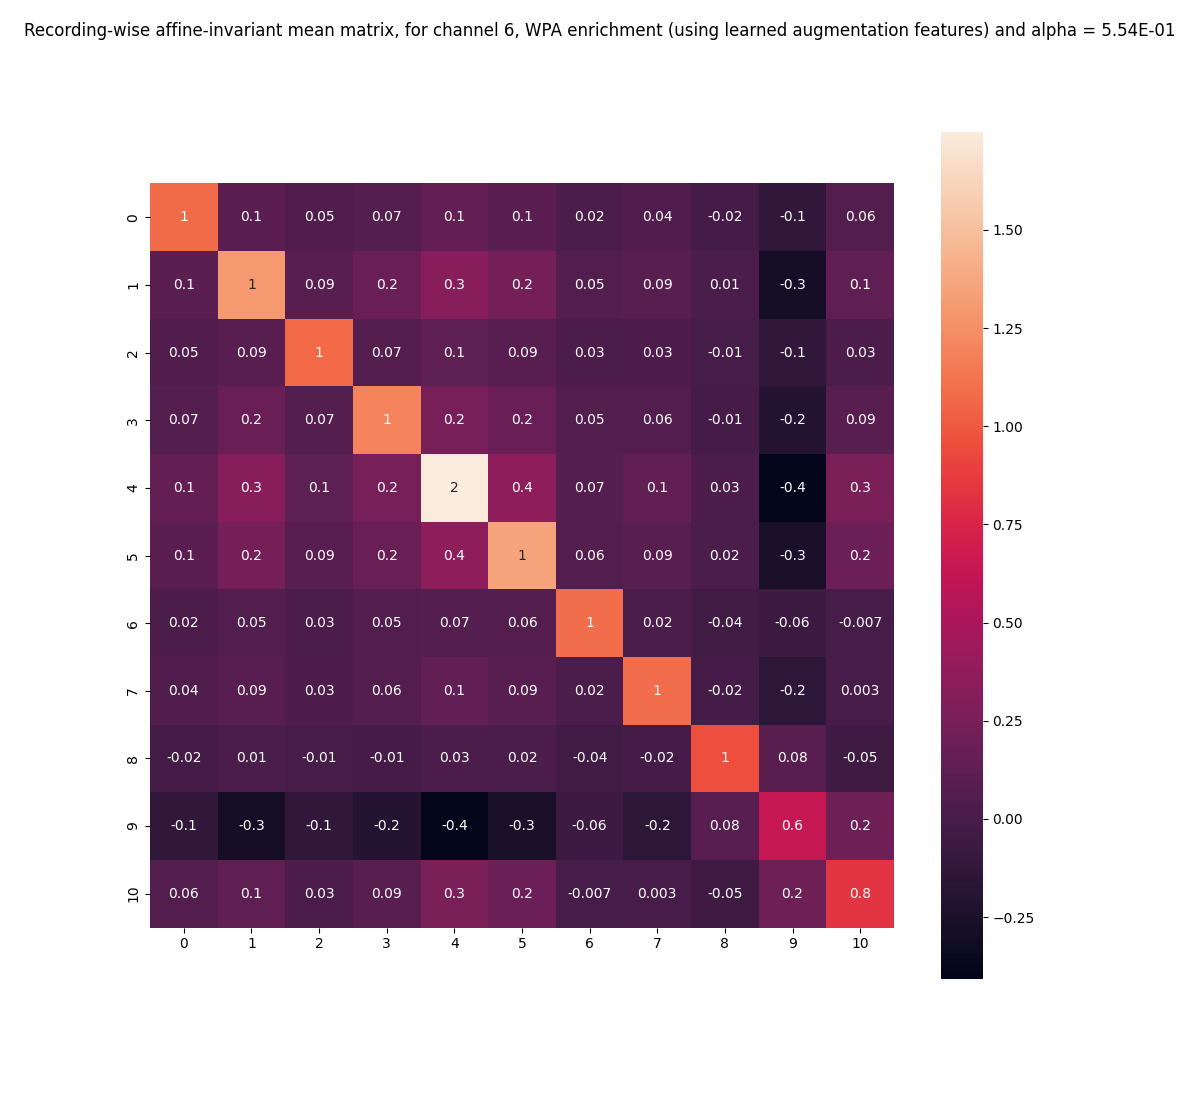 Recording-wise affine-invariant mean matrix, for channel 6, WPA enrichment (using learned augmentation features) and alpha = 5.54E-01
0 1 0.1 0.05 0.07 0.1 0.1 0.02 0.04 -0.02 -0.1 0.06
1 0.1 1 0.09 0.2 0.3 0.2 0.05 0.09 0.01 -0.3 0.1
2 0.05 0.09 1 0.07 0.1 0.09 0.03 0.03 -0.01 -0.1 0.03
3 0.07 0.2 0.07 1 0.2 0.2 0.05 0.06 -0.01 -0.2 0.09
4 0.1 0.3 0.1 0.2 2 0.4 0.07 0.1 0.03 -0.4 0.3
5 0.1 0.2 0.09 0.2 0.4 1 0.06 0.09 0.02 -0.3 0.2
6 0.02 0.05 0.03 0.05 0.07 0.06 1 0.02 -0.04 -0.06 -0.007
7 0.04 0.09 0.03 0.06 0.1 0.09 0.02 1 -0.02 -0.2 0.003
8 -0.02 0.01 -0.01 -0.01 0.03 0.02 -0.04 -0.02 1 0.08 -0.05
9 -0.1 -0.3 -0.1 -0.2 -0.4 -0.3 -0.06 -0.2 0.08 0.6 0.2
10 0.06 0.1 0.03 0.09 0.3 0.2 -0.007 0.003 -0.05 0.2 0.8
0 1 2 3 4 5 6 7 8 9 10
1.50
1.25
1.00
0.75
0.50
0.25
0.00
−0.25